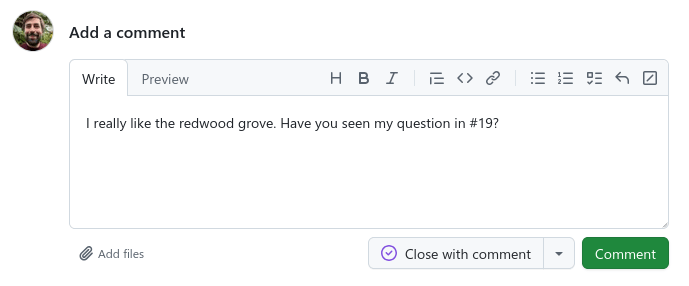 Add a comment
Write Preview H B I
I really like the redwood grove. Have you seen my question in #19?
Add files Close with comment Comment